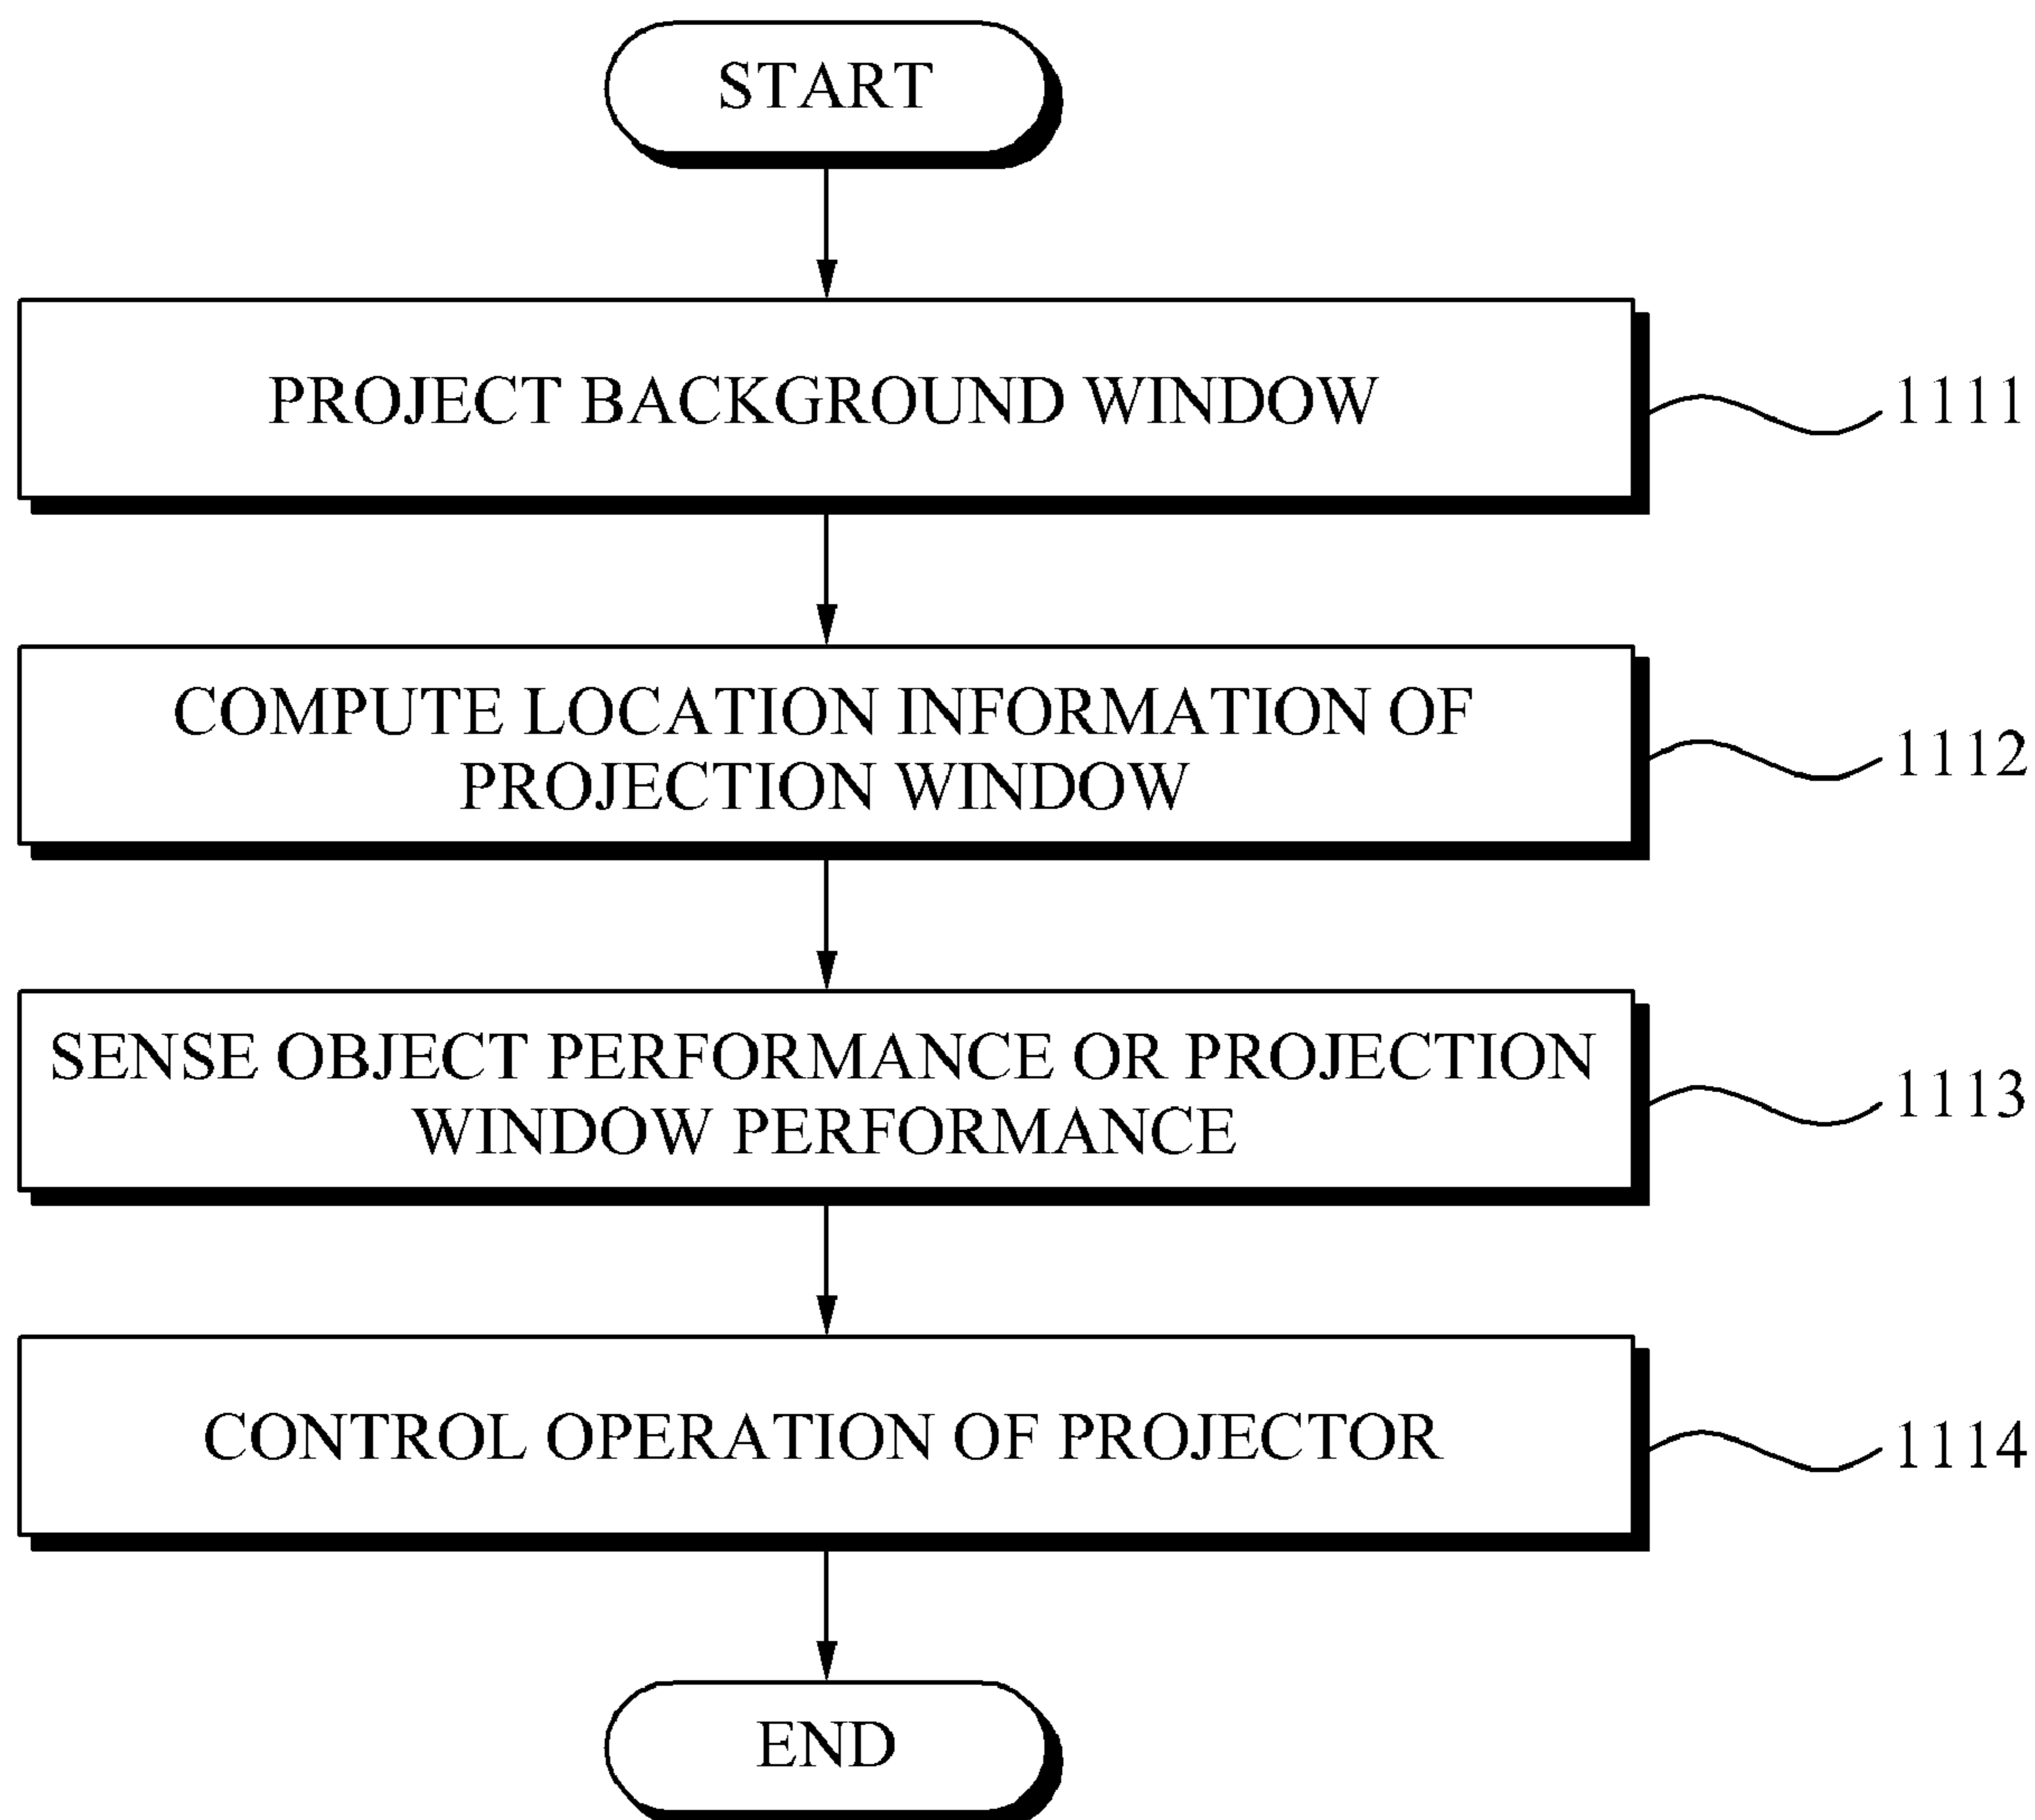 START
PROJECT BACKGROUND WINDOW
1111
COMPUTE LOCATION INFORMATION OF
PROJECTION WINDOW
1112
SENSE OBJECT PERFORMANCE OR PROJECTION
WINDOW PERFORMANCE
1113
CONTROL OPERATION OF PROJECTOR
1114
END